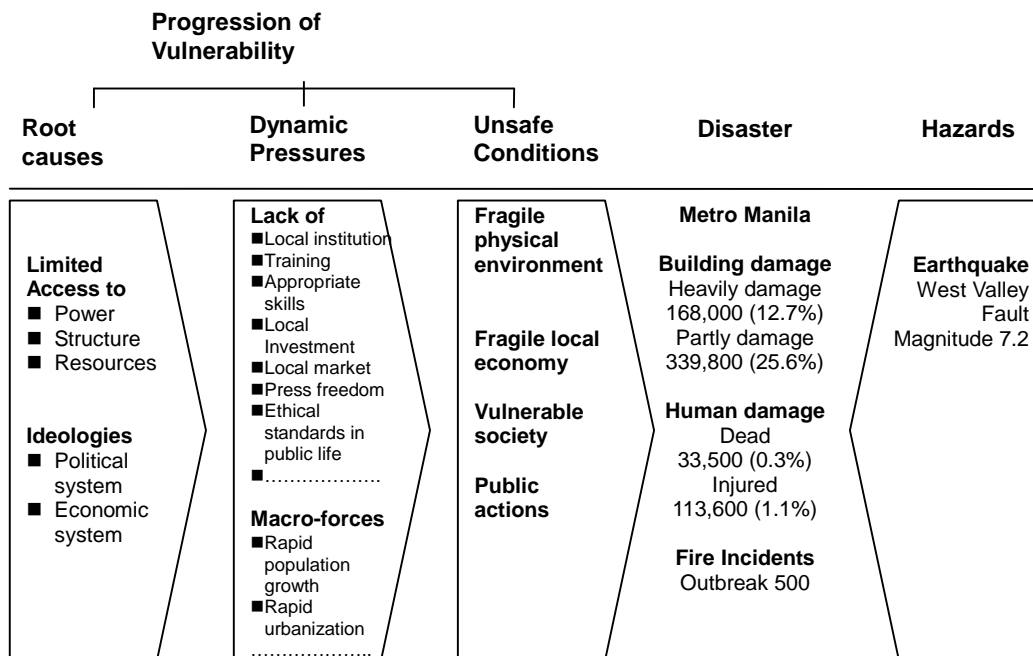 Progression of
Vulnerability
Root
causes
Dynamic
Pressures
Unsafe
Conditions
Disaster
Hazards
Limited
Access to
■ Power
■ Structure
■ Resources
Ideologies
■ Political
system
■ Economic
system
Lack of
■Local institution
■Training
■Appropriate
skills
■Local
Investment
■Local market
■Press freedom
■Ethical
standards in
public life
■………………
Macro-forces
■Rapid
population
growth
■Rapid
urbanization
………………..
Fragile
physical
environment
Fragile local
economy
Vulnerable
society
Public
actions
Metro Manila
Building damage
Heavily damage
168,000 (12.7%)
Partly damage
339,800 (25.6%)
Human damage
Dead
33,500 (0.3%)
Injured
113,600 (1.1%)
Fire Incidents
Outbreak 500
Earthquake
West Valley
Fault
Magnitude 7.2